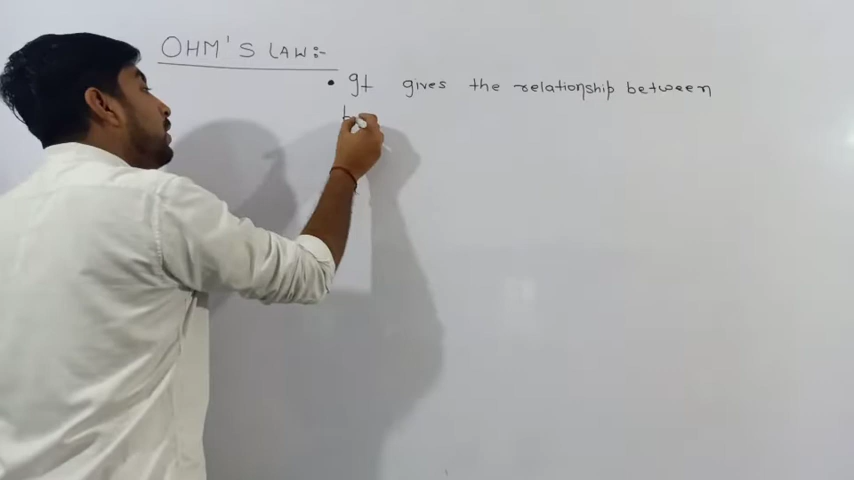 OHM'S LAW:-
• It gives the relationship between